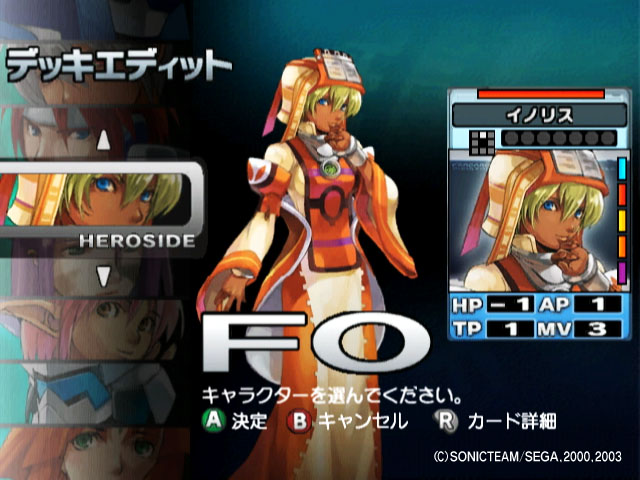 デッキエディット
イノリス
HEROSIDE
HP -1 AP 1
TP 1 MV 3
FO
キャラクターを選んでください。
A 決定 B キャンセル R カード詳細
(C)SONICTEAM/SEGA,2000,2003